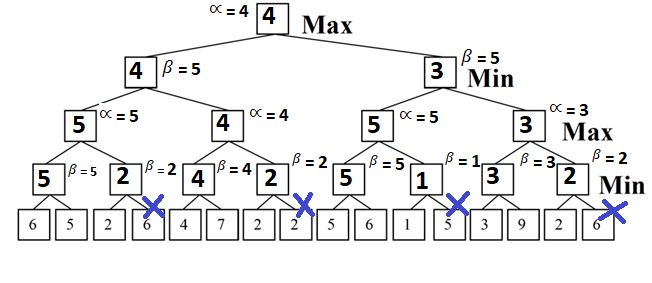 ∝ = 4 4 Max
4 β = 5 3 β = 5 Min
5 ∝ = 5 4 ∝ = 4 5 ∝ = 5 3 ∝ = 3 Max
5 β = 5 2 β = 2 4 β = 4 2 β = 2 5 β = 5 1 β = 1 3 β = 3 2 β = 2 Min
6 5 2 6 4 7 2 2 5 6 1 5 3 9 2 6